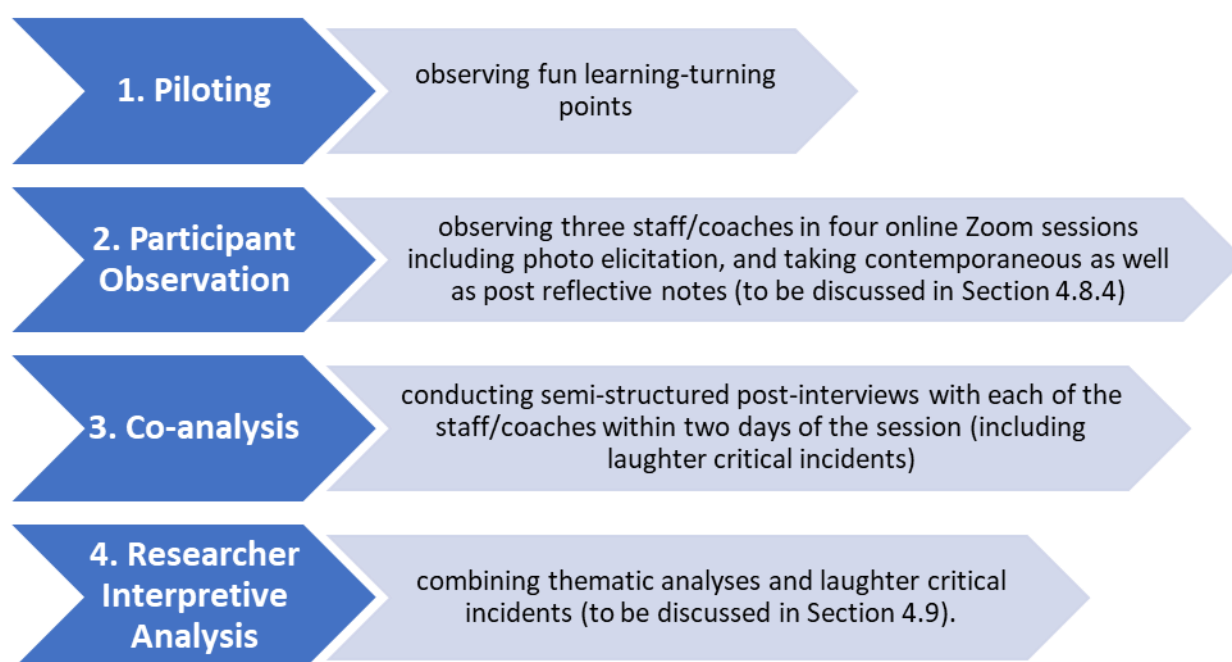 1. Piloting
observing fun learning-turning
points
2. Participant
Observation
observing three staff/coaches in four online Zoom sessions
including photo elicitation, and taking contemporaneous as well
as post reflective notes (to be discussed in Section 4.8.4)
3. Co-analysis
conducting semi-structured post-interviews with each of the
staff/coaches within two days of the session (including
laughter critical incidents)
4. Researcher
Interpretive
Analysis
combining thematic analyses and laughter critical
incidents (to be discussed in Section 4.9).